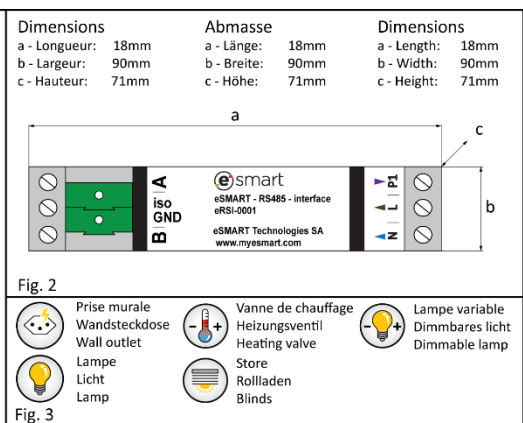 Dimensions
a - Longueur: 18mm
b - Largeur: 90mm
c - Hauteur: 71mm
Abmasse
a - Länge: 18mm
b - Breite: 90mm
c - Höhe: 71mm
Dimensions
a - Length: 18mm
b - Width: 90mm
c - Height: 71mm
a
c
b
A
iso
GND
B
esmart
eSMART - RS485 - interface
eRSI-0001
eSMART Technologies SA
www.myesmart.com
P1
L
N
Fig. 2
Prise murale
Wandsteckdose
Wall outlet
Vanne de chauffage
Heizungsventil
Heating valve
Lampe variable
Dimmbares licht
Dimmable lamp
Lampe
Licht
Lamp
Store
Rollladen
Blinds
Fig. 3